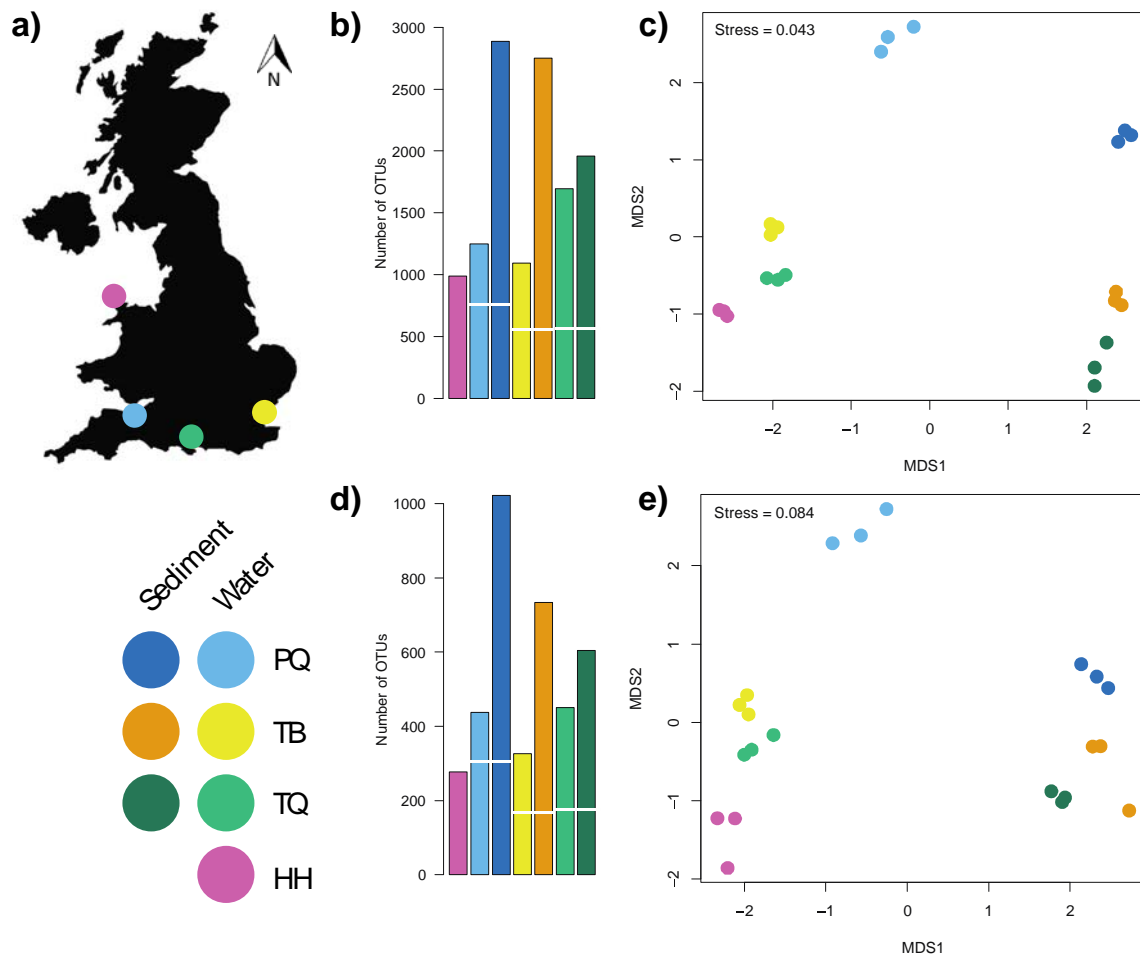 a)
N
b)
Number of OTUs
3000
2500
2000
1500
1000
500
0
c)
Stress = 0.043
MDS2
2
1
0
−1
−2
−2
−1
0
1
2
MDS1
Sediment
Water
PQ
TB
TQ
HH
d)
Number of OTUs
1000
800
600
400
200
0
e)
Stress = 0.084
MDS2
2
1
0
−1
−2
−2
−1
0
1
2
MDS1